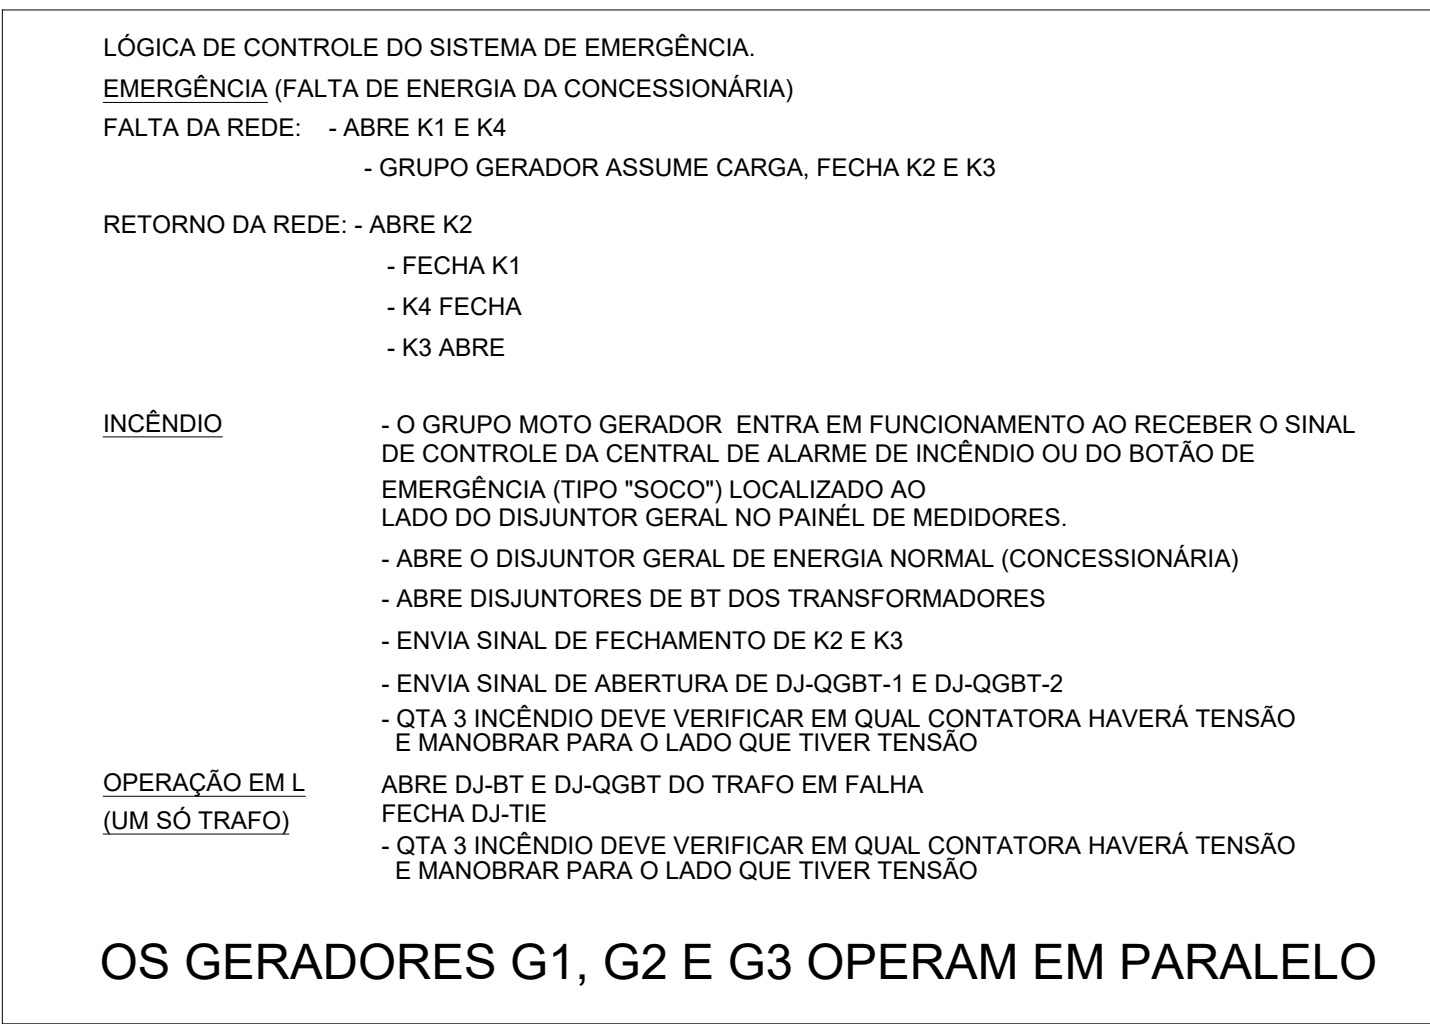 LÓGICA DE CONTROLE DO SISTEMA DE EMERGÊNCIA.
EMERGÊNCIA (FALTA DE ENERGIA DA CONCESSIONÁRIA)
FALTA DA REDE: - ABRE K1 E K4
- GRUPO GERADOR ASSUME CARGA, FECHA K2 E K3
RETORNO DA REDE: - ABRE K2
- FECHA K1
- K4 FECHA
- K3 ABRE
INCÊNDIO - O GRUPO MOTO GERADOR ENTRA EM FUNCIONAMENTO AO RECEBER O SINAL
DE CONTROLE DA CENTRAL DE ALARME DE INCÊNDIO OU DO BOTÃO DE
EMERGÊNCIA (TIPO "SOCO") LOCALIZADO AO
LADO DO DISJUNTOR GERAL NO PAINÉL DE MEDIDORES.
- ABRE O DISJUNTOR GERAL DE ENERGIA NORMAL (CONCESSIONÁRIA)
- ABRE DISJUNTORES DE BT DOS TRANSFORMADORES
- ENVIA SINAL DE FECHAMENTO DE K2 E K3
- ENVIA SINAL DE ABERTURA DE DJ-QGBT-1 E DJ-QGBT-2
- QTA 3 INCÊNDIO DEVE VERIFICAR EM QUAL CONTATORA HAVERÁ TENSÃO
E MANOBRAR PARA O LADO QUE TIVER TENSÃO
OPERAÇÃO EM L ABRE DJ-BT E DJ-QGBT DO TRAFO EM FALHA
(UM SÓ TRAFO) FECHA DJ-TIE
- QTA 3 INCÊNDIO DEVE VERIFICAR EM QUAL CONTATORA HAVERÁ TENSÃO
E MANOBRAR PARA O LADO QUE TIVER TENSÃO
OS GERADORES G1, G2 E G3 OPERAM EM PARALELO